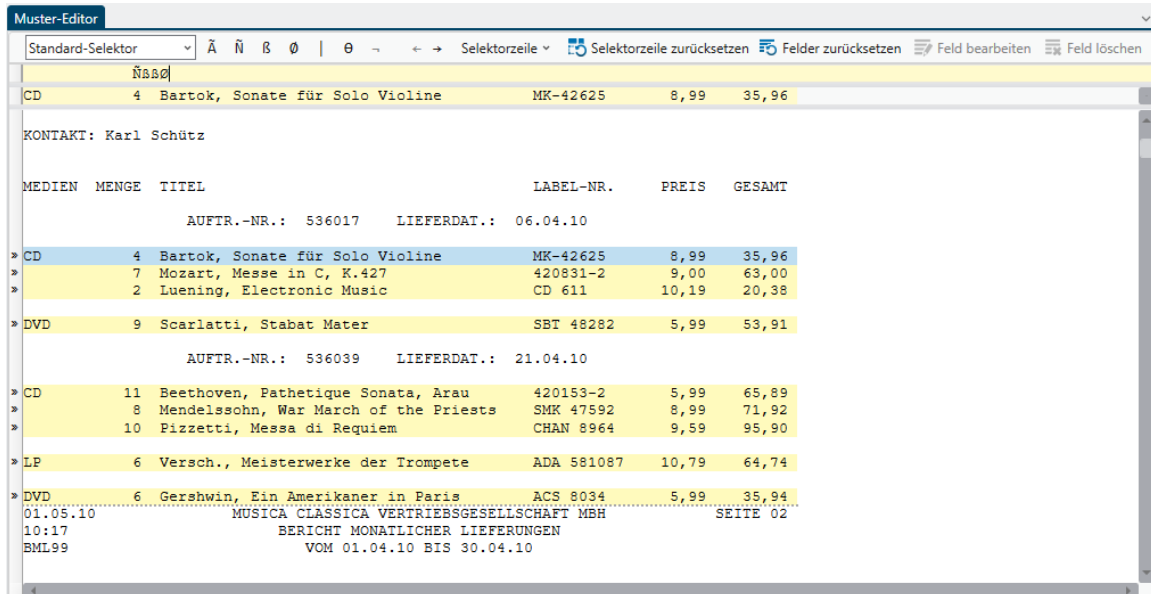 Muster-Editor
Standard-Selektor Ã Ñ ß Ø | Ɵ ¬ ← → Selektorzeile Selektorzeile zurücksetzen Felder zurücksetzen Feld bearbeiten Feld löschen
ÑßßØ
CD 4 Bartok, Sonate für Solo Violine MK-42625 8,99 35,96
KONTAKT: Karl Schütz
MEDIEN MENGE TITEL LABEL-NR. PREIS GESAMT
AUFTR.-NR.: 536017 LIEFERDAT.: 06.04.10
» CD 4 Bartok, Sonate für Solo Violine MK-42625 8,99 35,96
» 7 Mozart, Messe in C, K.427 420831-2 9,00 63,00
» 2 Luening, Electronic Music CD 611 10,19 20,38
» DVD 9 Scarlatti, Stabat Mater SBT 48282 5,99 53,91
AUFTR.-NR.: 536039 LIEFERDAT.: 21.04.10
» CD 11 Beethoven, Pathetique Sonata, Arau 420153-2 5,99 65,89
» 8 Mendelssohn, War March of the Priests SMK 47592 8,99 71,92
» 10 Pizzetti, Messa di Requiem CHAN 8964 9,59 95,90
» LP 6 Versch., Meisterwerke der Trompete ADA 581087 10,79 64,74
» DVD 6 Gershwin, Ein Amerikaner in Paris ACS 8034 5,99 35,94
01.05.10 MUSICA CLASSICA VERTRIEBSGESELLSCHAFT MBH SEITE 02
10:17 BERICHT MONATLICHER LIEFERUNGEN
BML99 VOM 01.04.10 BIS 30.04.10